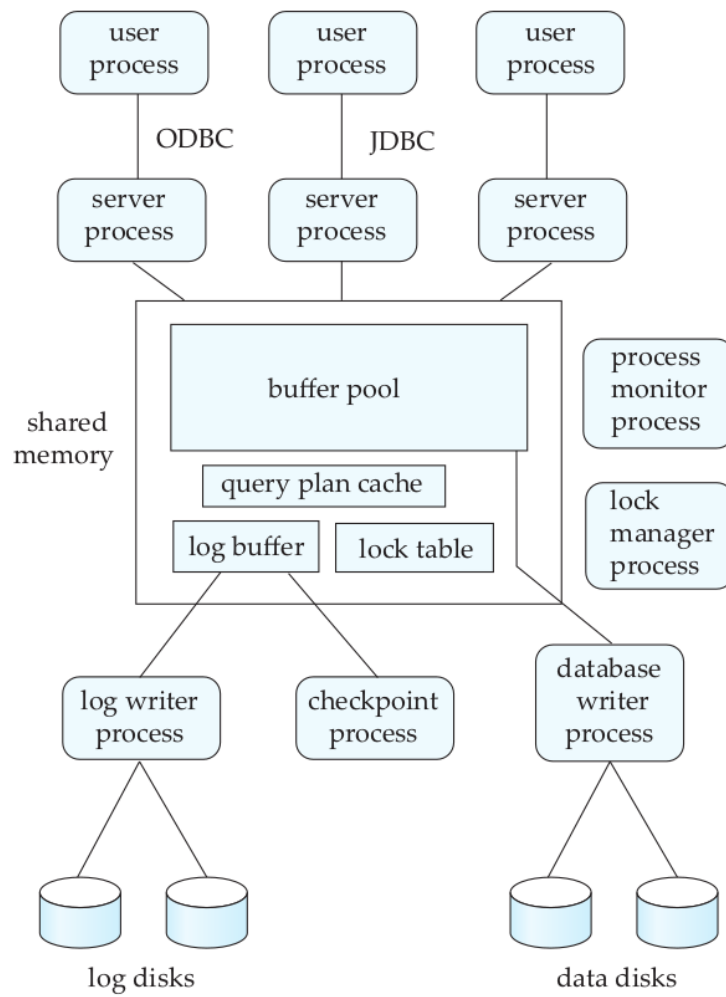 user
process
user
process
user
process
ODBC
JDBC
server
process
server
process
server
process
shared
memory
buffer pool
query plan cache
log buffer
lock table
process
monitor
process
lock
manager
process
log writer
process
checkpoint
process
database
writer
process
log disks
data disks